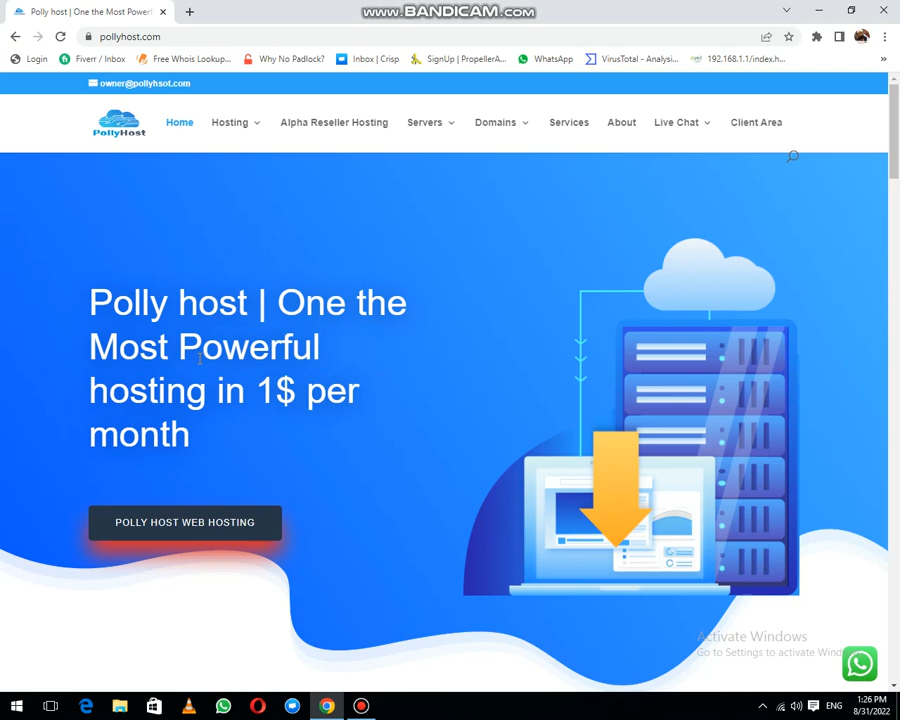 www.BANDICAM.com
Polly host | One the Most Powerf
pollyhost.com
Login
Fiverr / Inbox
Free Whois Lookup...
Why No Padlock?
Inbox | Crisp
SignUp | PropellerA...
WhatsApp
VirusTotal - Analysi...
192.168.1.1/index.h...
owner@pollyhsot.com
PollyHost
Home
Hosting
Alpha Reseller Hosting
Servers
Domains
Services
About
Live Chat
Client Area
Polly host | One the
Most Powerful
hosting in 1$ per
month
POLLY HOST WEB HOSTING
Activate Windows
Go to Settings to activate Wind
ENG
1:26 PM
8/31/2022